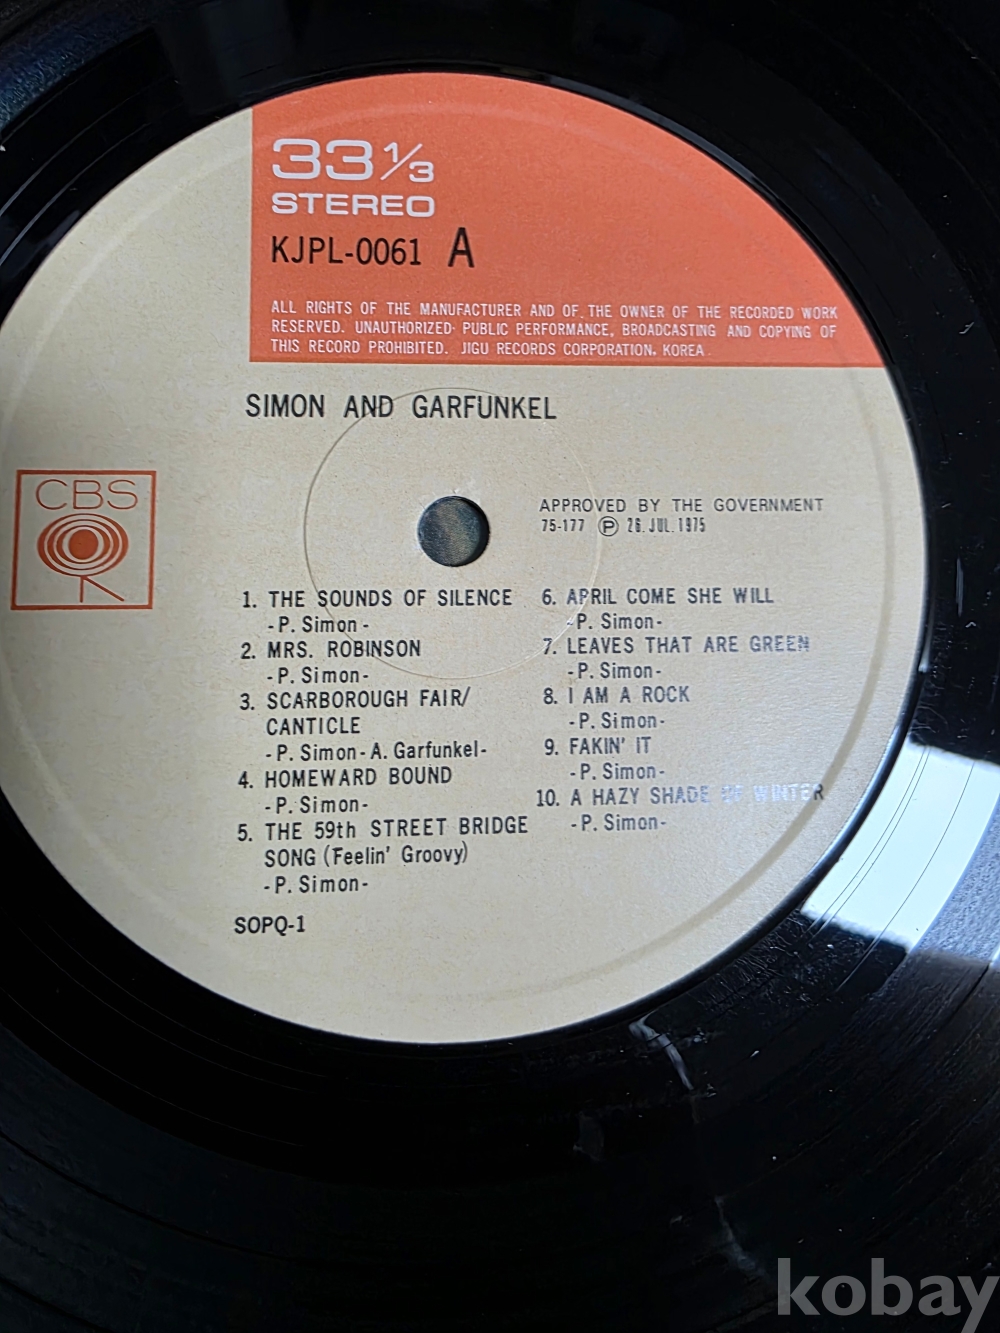 33 1/3
STEREO
KJPL-0061 A
ALL RIGHTS OF THE MANUFACTURER AND OF THE OWNER OF THE RECORDED WORK
RESERVED. UNAUTHORIZED PUBLIC PERFORMANCE, BROADCASTING AND COPYING OF
THIS RECORD PROHIBITED. JIGU RECORDS CORPORATION, KOREA.
SIMON AND GARFUNKEL
CBS
APPROVED BY THE GOVERNMENT
75-177 Ⓟ 26. JUL. 1975
1. THE SOUNDS OF SILENCE
-P. Simon-
2. MRS. ROBINSON
-P. Simon-
3. SCARBOROUGH FAIR/
CANTICLE
-P. Simon-A. Garfunkel-
4. HOMEWARD BOUND
-P. Simon-
5. THE 59th STREET BRIDGE
SONG (Feelin' Groovy)
-P. Simon-
6. APRIL COME SHE WILL
-P. Simon-
7. LEAVES THAT ARE GREEN
-P. Simon-
8. I AM A ROCK
-P. Simon-
9. FAKIN' IT
-P. Simon-
10. A HAZY SHADE OF WINTER
-P. Simon-
SOPQ-1
kobay